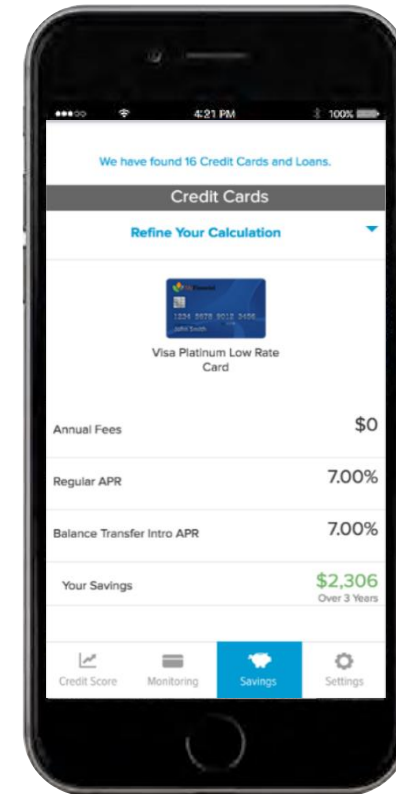 4:21 PM
100%
We have found 16 Credit Cards and Loans.
Credit Cards
Refine Your Calculation
1234 5678 9012 3456
John Smith
Visa Platinum Low Rate
Card
Annual Fees
$0
Regular APR
7.00%
Balance Transfer Intro APR
7.00%
Your Savings
$2,306
Over 3 Years
Credit Score
Monitoring
Savings
Settings